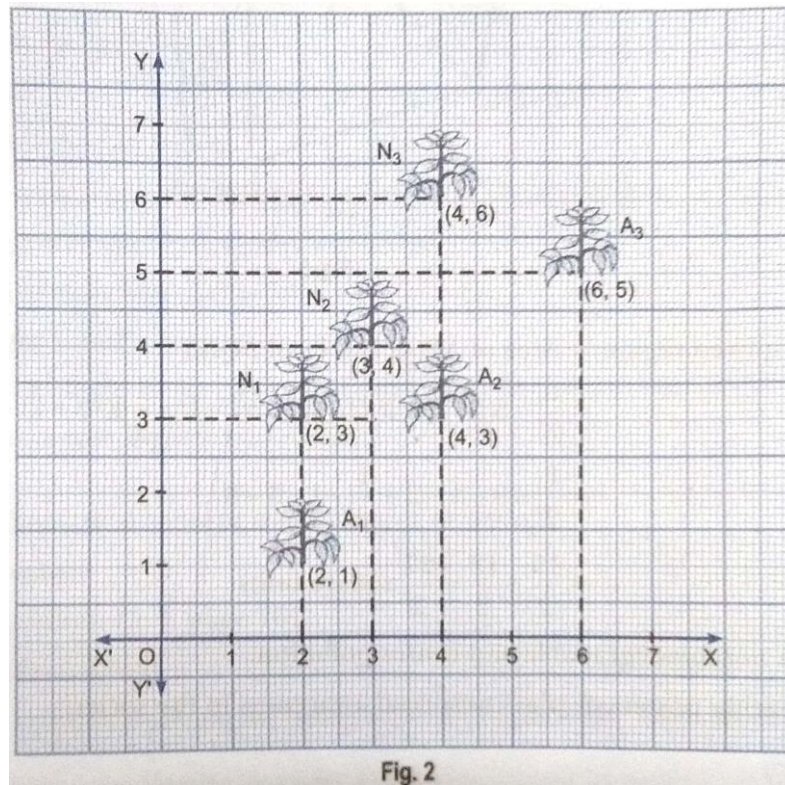 Y
7
N₃
6
(4, 6)
A₃
5
(6, 5)
N₂
4
(3, 4)
N₁
A₂
3
(2, 3)
(4, 3)
2
A₁
1
(2, 1)
X' O 1 2 3 4 5 6 7 X
Y'
Fig. 2